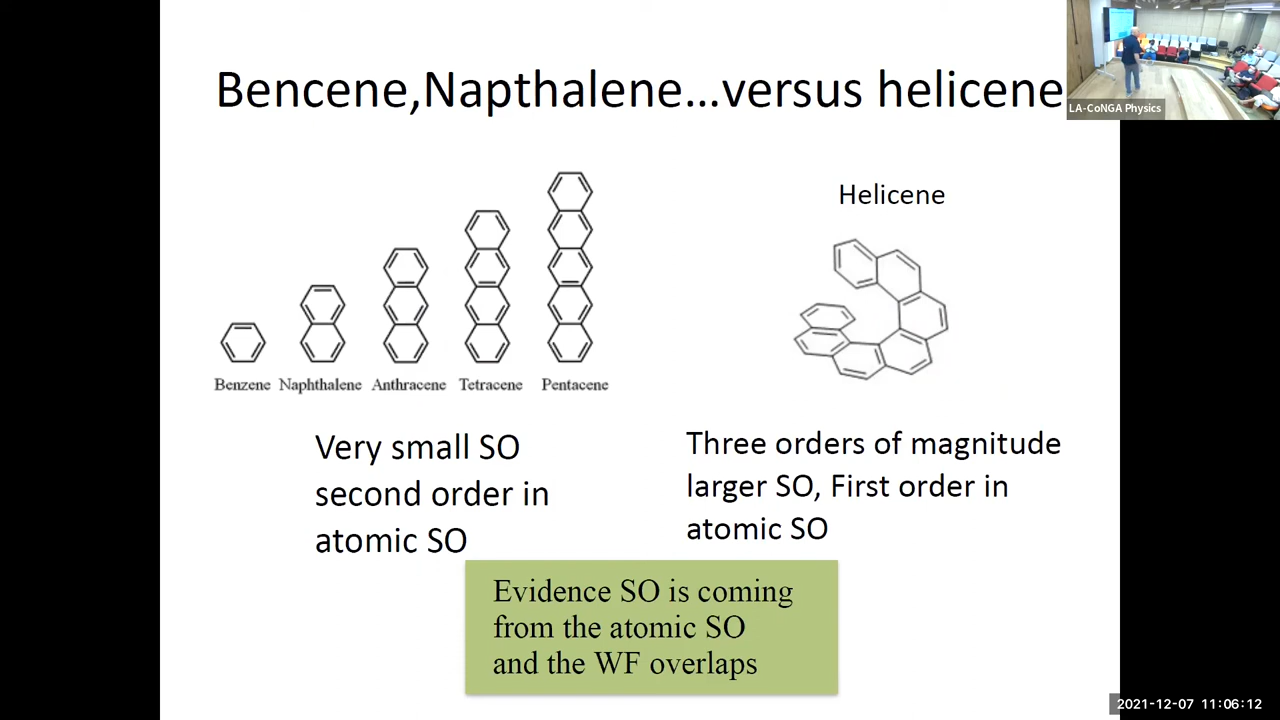 Bencene,Napthalene...versus helicene
LA-CoNGA Physics
Helicene
Benzene Naphthalene Anthracene Tetracene Pentacene
Very small SO
second order in
atomic SO
Three orders of magnitude
larger SO, First order in
atomic SO
Evidence SO is coming
from the atomic SO
and the WF overlaps
2021-12-07 11:06:12